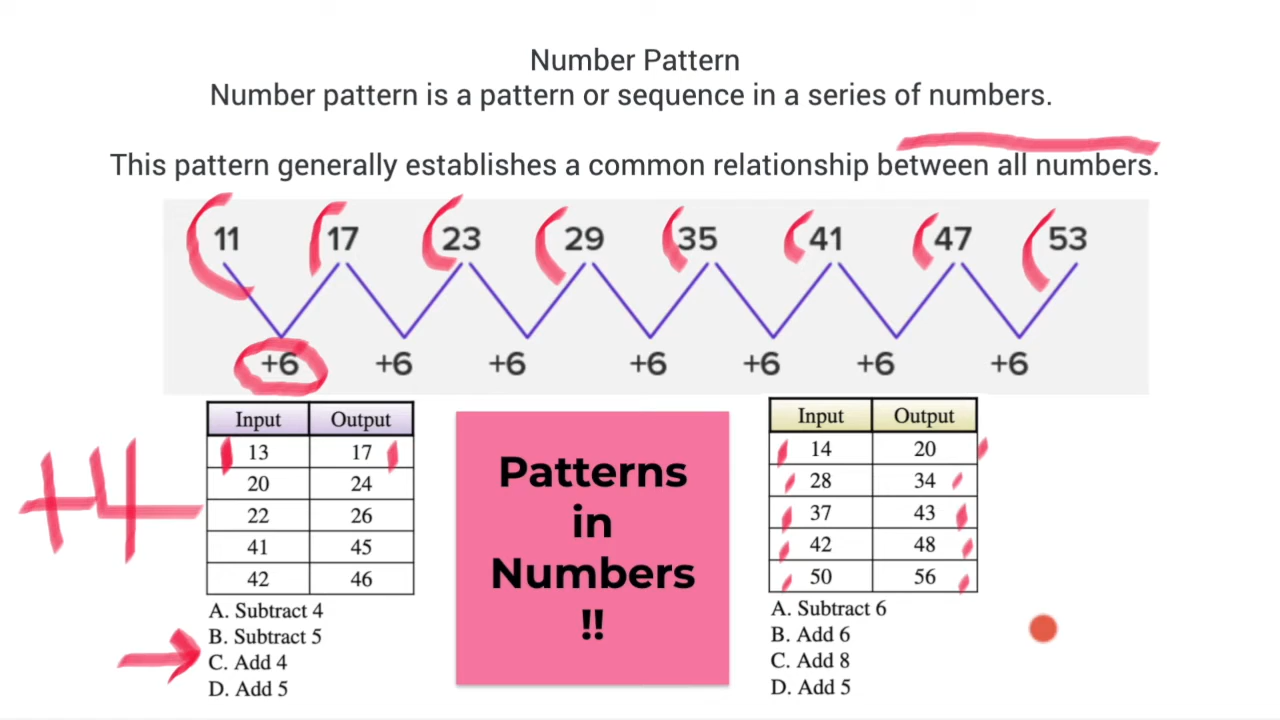 Number Pattern
Number pattern is a pattern or sequence in a series of numbers.
This pattern generally establishes a common relationship between all numbers.
11 17 23 29 35 41 47 53
+6 +6 +6 +6 +6 +6 +6
Input Output
13 17
20 24
22 26
41 45
42 46
A. Subtract 4
B. Subtract 5
C. Add 4
D. Add 5
+4
Patterns
in
Numbers
!!
Input Output
14 20
28 34
37 43
42 48
50 56
A. Subtract 6
B. Add 6
C. Add 8
D. Add 5